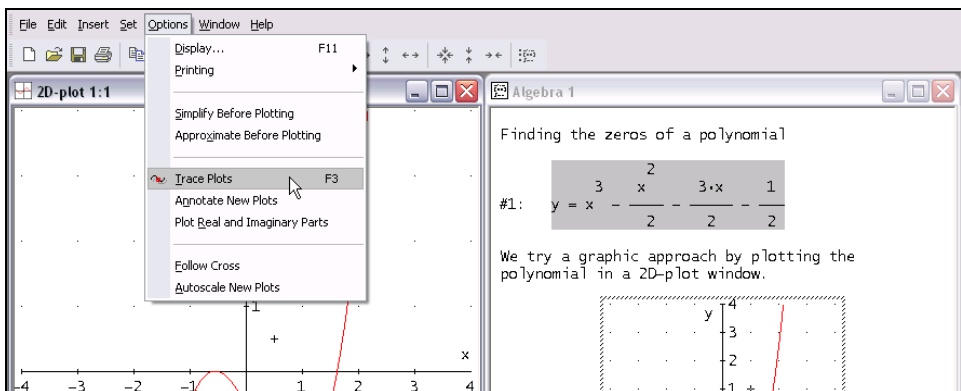 File Edit Insert Set Options Window Help
2D-plot 1:1
Display... F11
Printing
Simplify Before Plotting
Approximate Before Plotting
Trace Plots F3
Annotate New Plots
Plot Real and Imaginary Parts
Follow Cross
Autoscale New Plots
1
x
-4 -3 -2 -1 1 2 3 4
Algebra 1
Finding the zeros of a polynomial
2
3 x 3·x 1
#1: y = x - ── - ─── - ─
2 2 2
We try a graphic approach by plotting the
polynomial in a 2D-plot window.
y 4
3
2
1